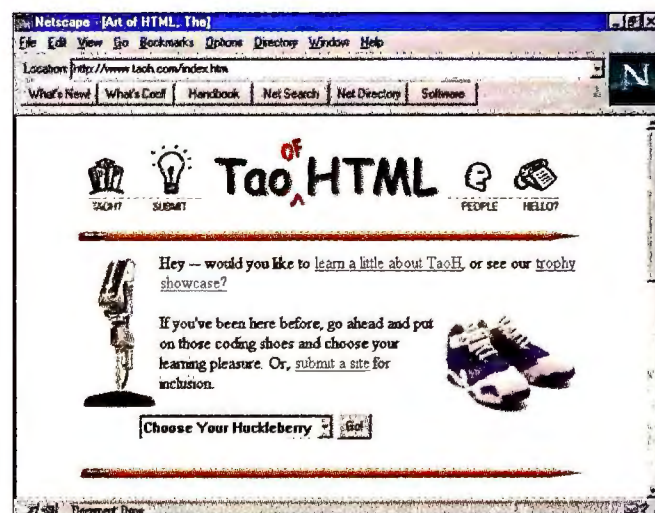 Netscape - [Art of HTML, The]
File Edit View Go Bookmarks Options Directory Window Help
Location: http://www.taoh.com/index.htm
What's New! What's Cool! Handbook Net Search Net Directory Software
N
Tao OF HTML
TAOH? SUBMIT PEOPLE HELLO?
Hey -- would you like to learn a little about TaoH, or see our trophy
showcase?
If you've been here before, go ahead and put
on those coding shoes and choose your
learning pleasure. Or, submit a site for
inclusion.
Choose Your Huckleberry Go!
Document: Done